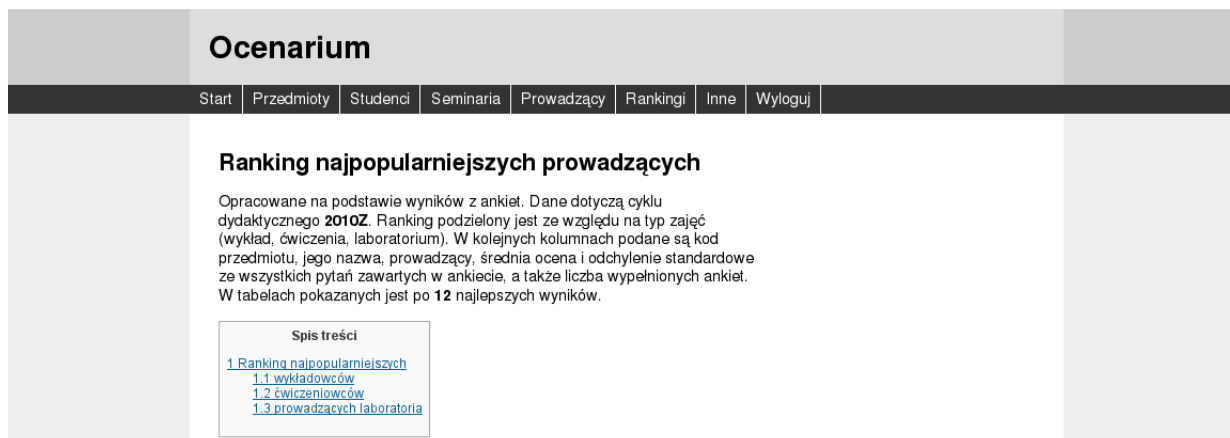 Ocenarium
Start Przedmioty Studenci Seminaria Prowadzący Rankingi Inne Wyloguj
Ranking najpopularniejszych prowadzących
Opracowane na podstawie wyników z ankiet. Dane dotyczą cyklu
dydaktycznego 2010Z. Ranking podzielony jest ze względu na typ zajęć
(wykład, ćwiczenia, laboratorium). W kolejnych kolumnach podane są kod
przedmiotu, jego nazwa, prowadzący, średnia ocena i odchylenie standardowe
ze wszystkich pytań zawartych w ankiecie, a także liczba wypełnionych ankiet.
W tabelach pokazanych jest po 12 najlepszych wyników.
Spis treści
1 Ranking najpopularniejszych
1.1 wykładowców
1.2 ćwiczeniowców
1.3 prowadzących laboratoria